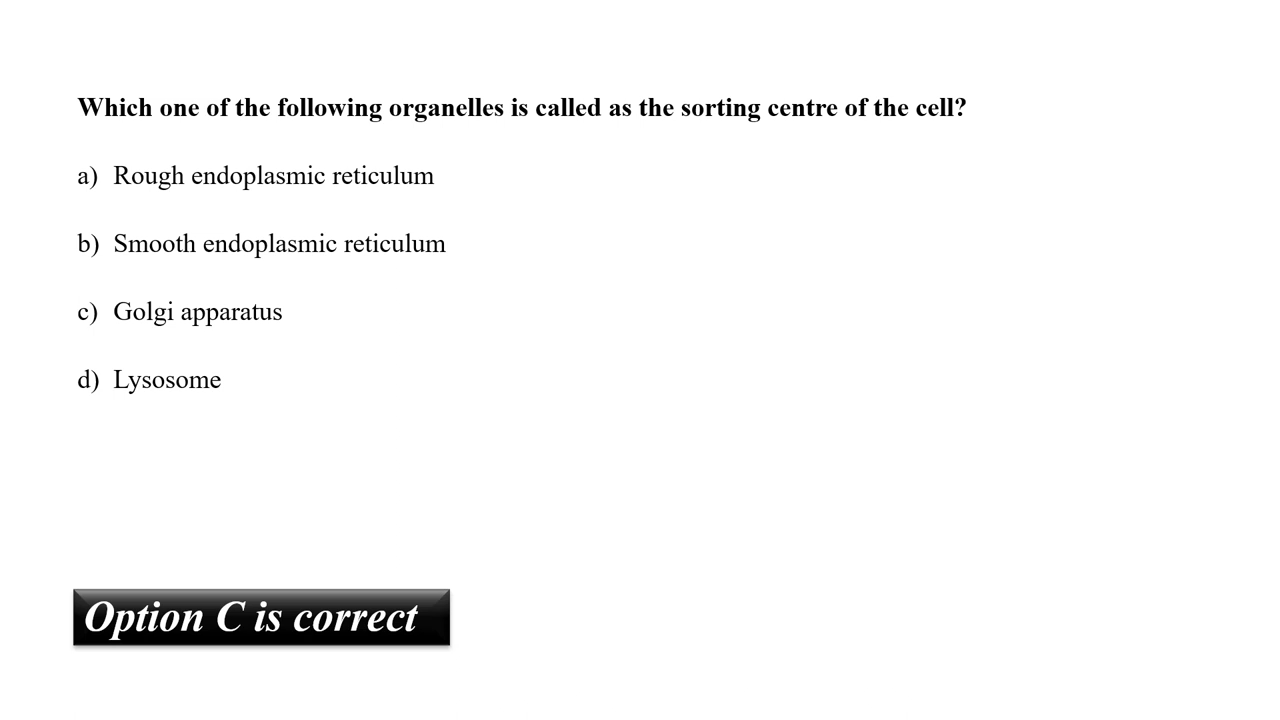 Which one of the following organelles is called as the sorting centre of the cell?
a) Rough endoplasmic reticulum
b) Smooth endoplasmic reticulum
c) Golgi apparatus
d) Lysosome
Option C is correct